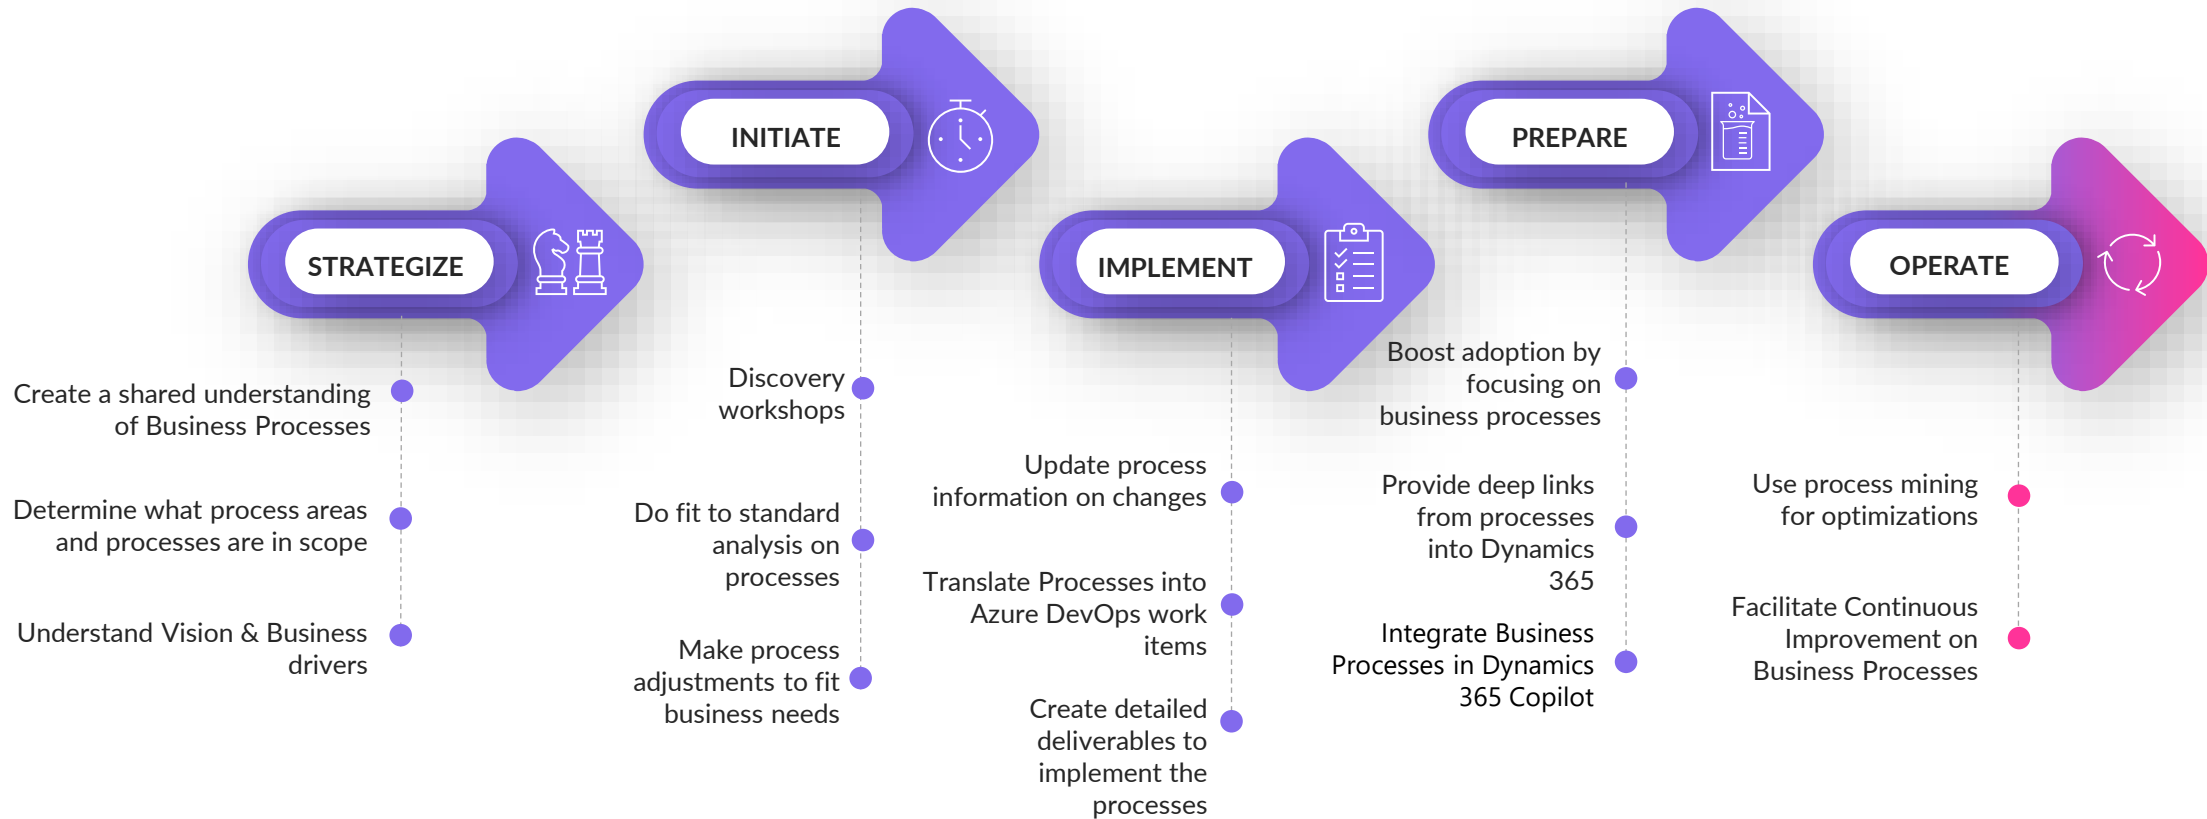 STRATEGIZE
Create a shared understanding
of Business Processes
Determine what process areas
and processes are in scope
Understand Vision & Business
drivers
INITIATE
Discovery
workshops
Do fit to standard
analysis on
processes
Make process
adjustments to fit
business needs
IMPLEMENT
Update process
information on changes
Translate Processes into
Azure DevOps work
items
Create detailed
deliverables to
implement the
processes
PREPARE
Boost adoption by
focusing on
business processes
Provide deep links
from processes
into Dynamics
365
Integrate Business
Processes in Dynamics
365 Copilot
OPERATE
Use process mining
for optimizations
Facilitate Continuous
Improvement on
Business Processes